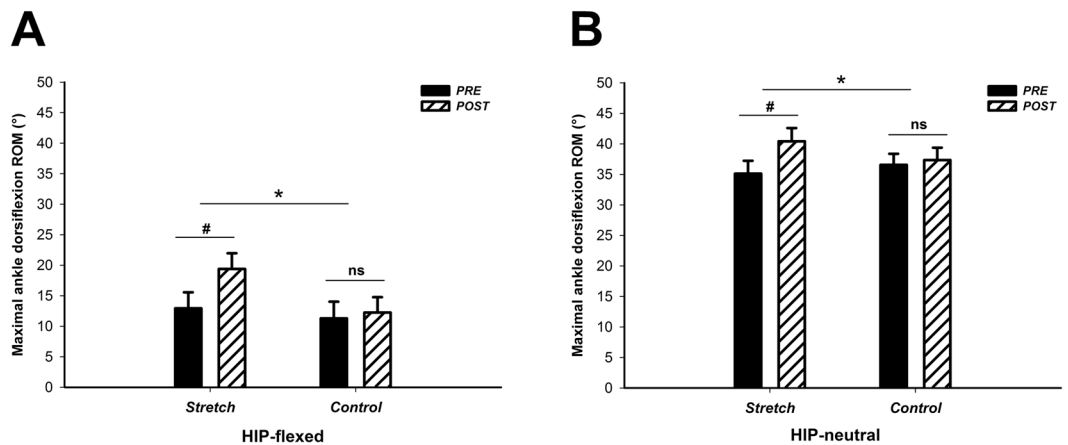 A
Maximal ankle dorsiflexion ROM (°)
50
45
40
35
30
25
20
15
10
5
0
PRE
POST
*
#
ns
Stretch
Control
HIP-flexed
B
Maximal ankle dorsiflexion ROM (°)
50
45
40
35
30
25
20
15
10
5
0
PRE
POST
*
#
ns
Stretch
Control
HIP-neutral